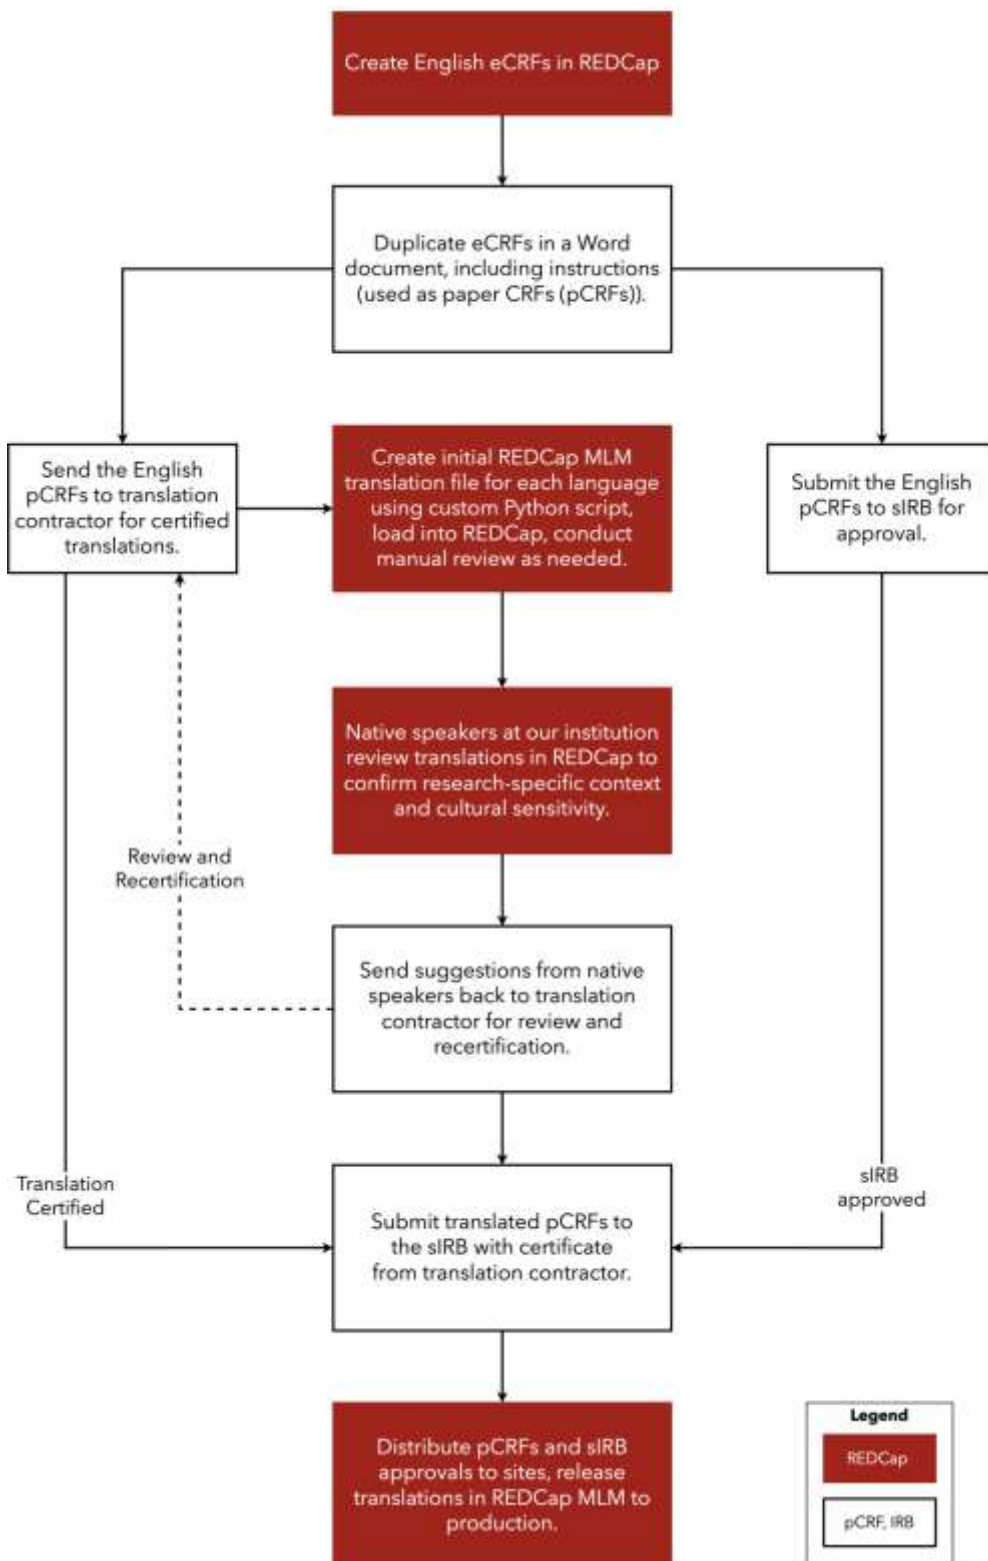 Create English eCRFs in REDCap
Duplicate eCRFs in a Word
document, including instructions
(used as paper CRFs (pCRFs)).
Send the English
pCRFs to translation
contractor for certified
translations.
Create initial REDCap MLM
translation file for each language
using custom Python script,
load into REDCap, conduct
manual review as needed.
Submit the English
pCRFs to sIRB for
approval.
Native speakers at our institution
review translations in REDCap to
confirm research-specific context
and cultural sensitivity.
Review and
Recertification
Send suggestions from native
speakers back to translation
contractor for review and
recertification.
Translation
Certified
sIRB
approved
Submit translated pCRFs to
the sIRB with certificate
from translation contractor.
Distribute pCRFs and sIRB
approvals to sites, release
translations in REDCap MLM to
production.
Legend
REDCap
pCRF, IRB